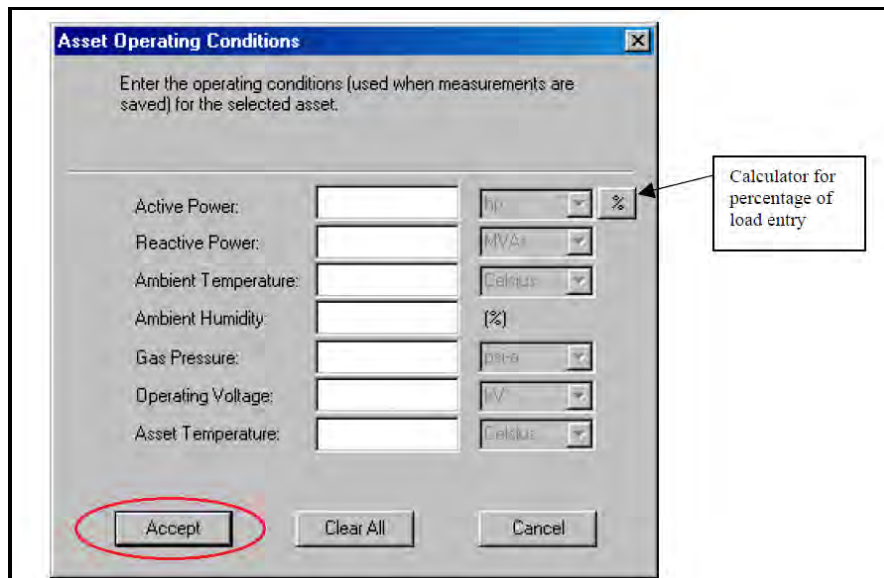 Asset Operating Conditions
Enter the operating conditions (used when measurements are
saved) for the selected asset.
Active Power: hp %
Reactive Power: MVAr
Ambient Temperature: Celsius
Ambient Humidity: (%)
Gas Pressure: psi-a
Operating Voltage: kV
Asset Temperature: Celsius
Accept Clear All Cancel
Calculator for
percentage of
load entry